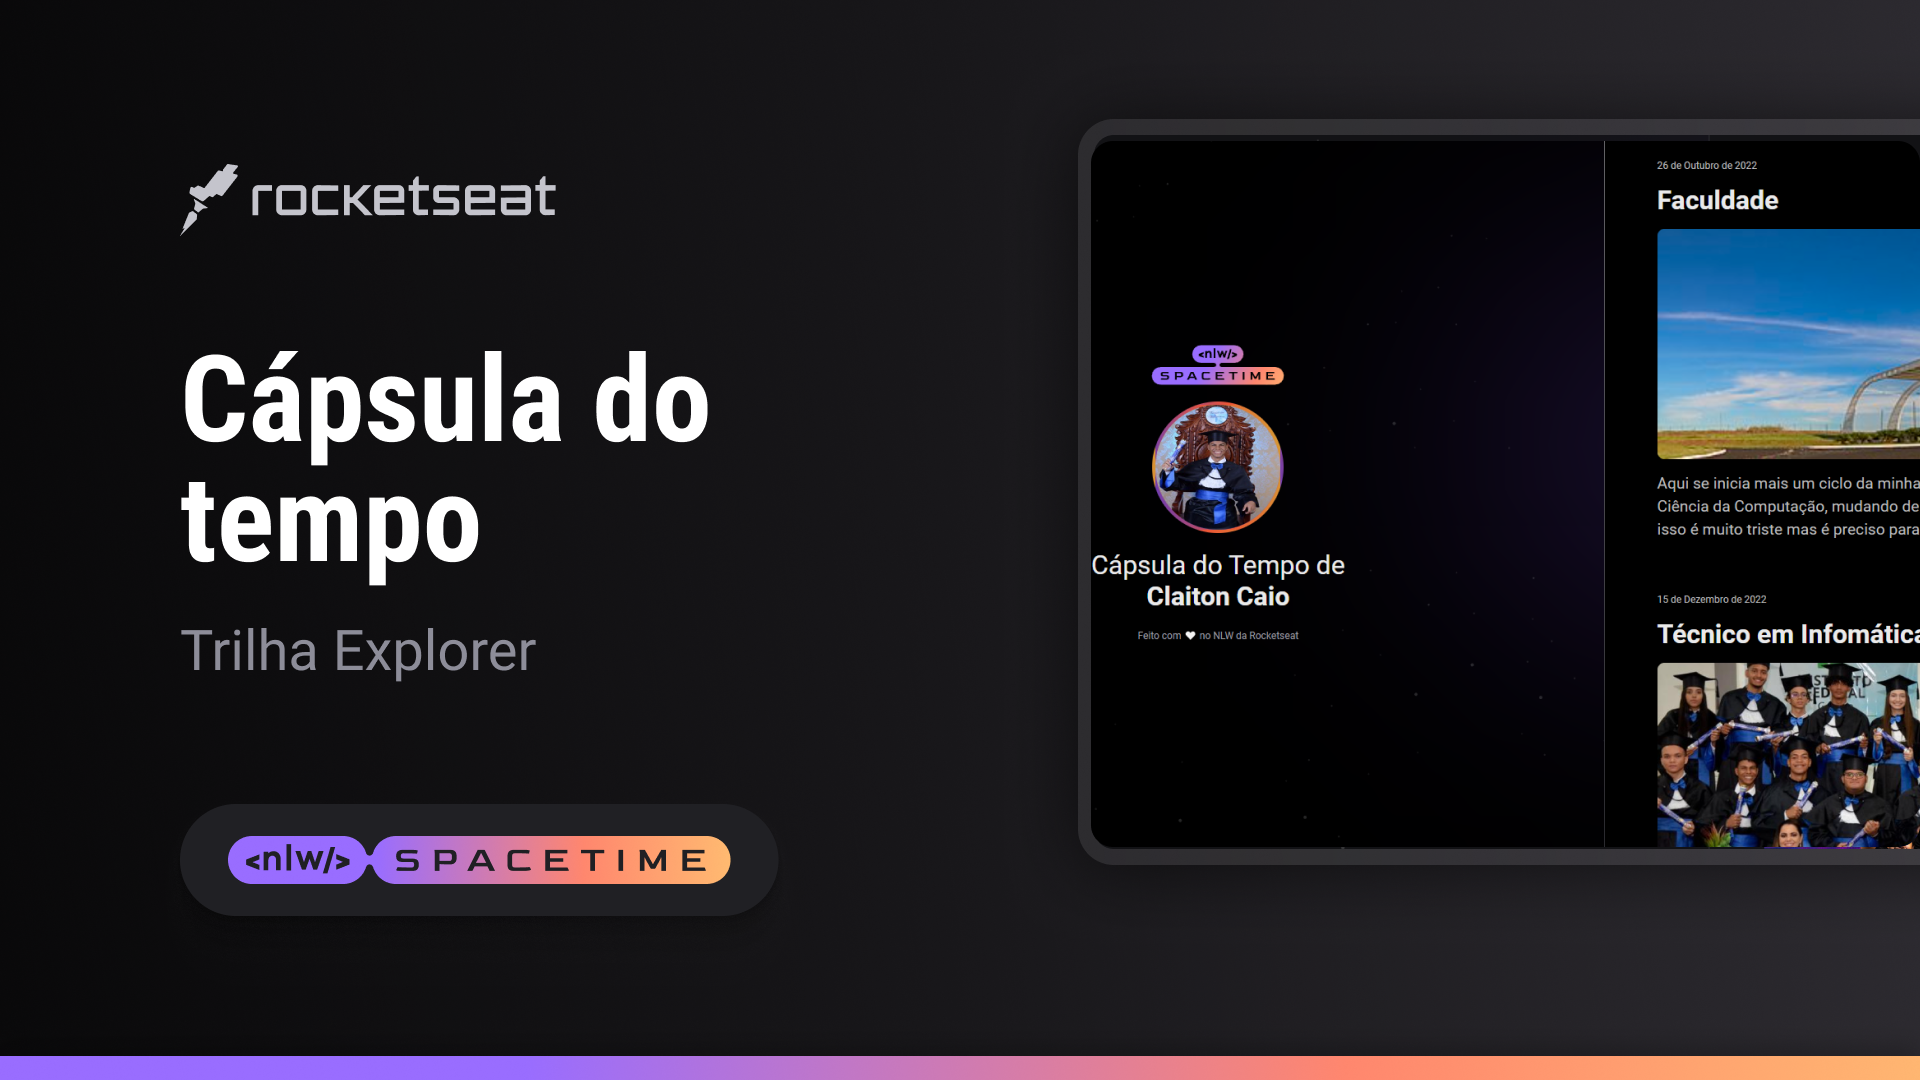 rocketseat
Cápsula do
tempo
Trilha Explorer
<nlw/> SPACETIME
<nlw/>
SPACETIME
Cápsula do Tempo de
Claiton Caio
Feito com ♥ no NLW da Rocketseat
26 de Outubro de 2022
Faculdade
Aqui se inicia mais um ciclo da minha
Ciência da Computação, mudando de
isso é muito triste mas é preciso para
15 de Dezembro de 2022
Técnico em Infomática